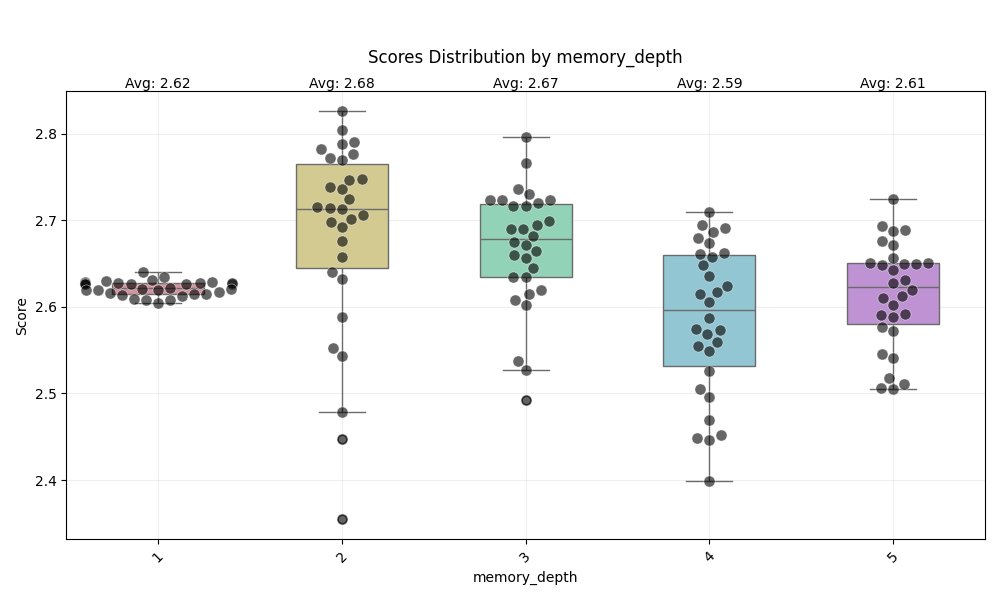 Scores Distribution by memory_depth
Avg: 2.62 Avg: 2.68 Avg: 2.67 Avg: 2.59 Avg: 2.61
2.8
2.7
2.6
2.5
2.4
Score
1 2 3 4 5
memory_depth